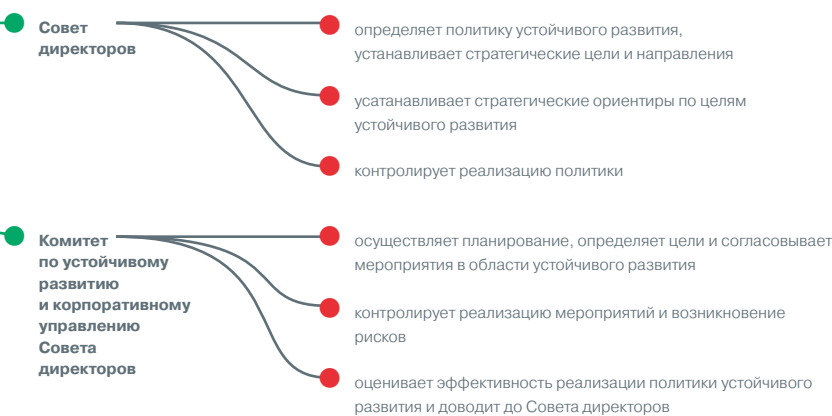 Совет
директоров
определяет политику устойчивого развития,
устанавливает стратегические цели и направления
усатанавливает стратегические ориентиры по целям
устойчивого развития
контролирует реализацию политики
Комитет
по устойчивому
развитию
и корпоративному
управлению
Совета
директоров
осуществляет планирование, определяет цели и согласовывает
мероприятия в области устойчивого развития
контролирует реализацию мероприятий и возникновение
рисков
оценивает эффективность реализации политики устойчивого
развития и доводит до Совета директоров